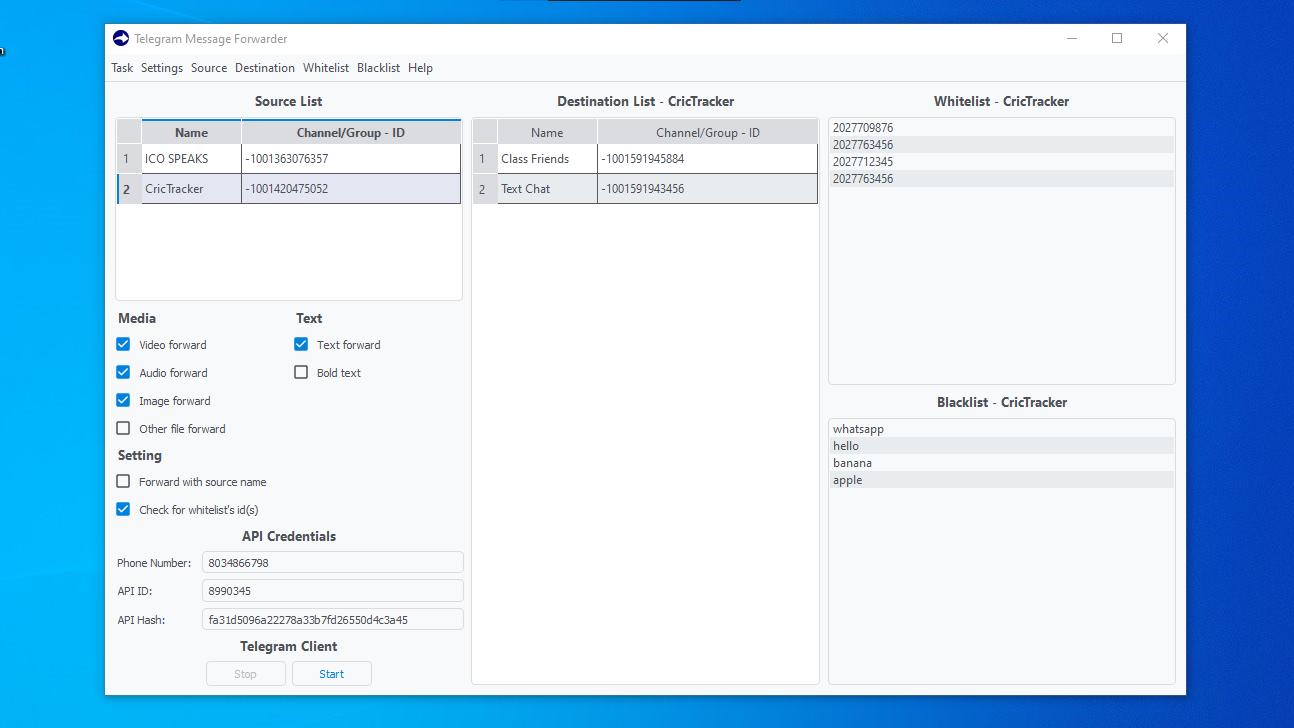 Telegram Message Forwarder
Task Settings Source Destination Whitelist Blacklist Help
Source List
Name Channel/Group - ID
1 ICO SPEAKS -1001363076357
2 CricTracker -1001420475052
Media
Video forward
Audio forward
Image forward
Other file forward
Text
Text forward
Bold text
Setting
Forward with source name
Check for whitelist's id(s)
API Credentials
Phone Number: 8034866798
API ID: 8990345
API Hash: fa31d5096a22278a33b7fd26550d4c3a45
Telegram Client
Stop Start
Destination List - CricTracker
Name Channel/Group - ID
1 Class Friends -1001591945884
2 Text Chat -1001591943456
Whitelist - CricTracker
2027709876
2027763456
2027712345
2027763456
Blacklist - CricTracker
whatsapp
hello
banana
apple